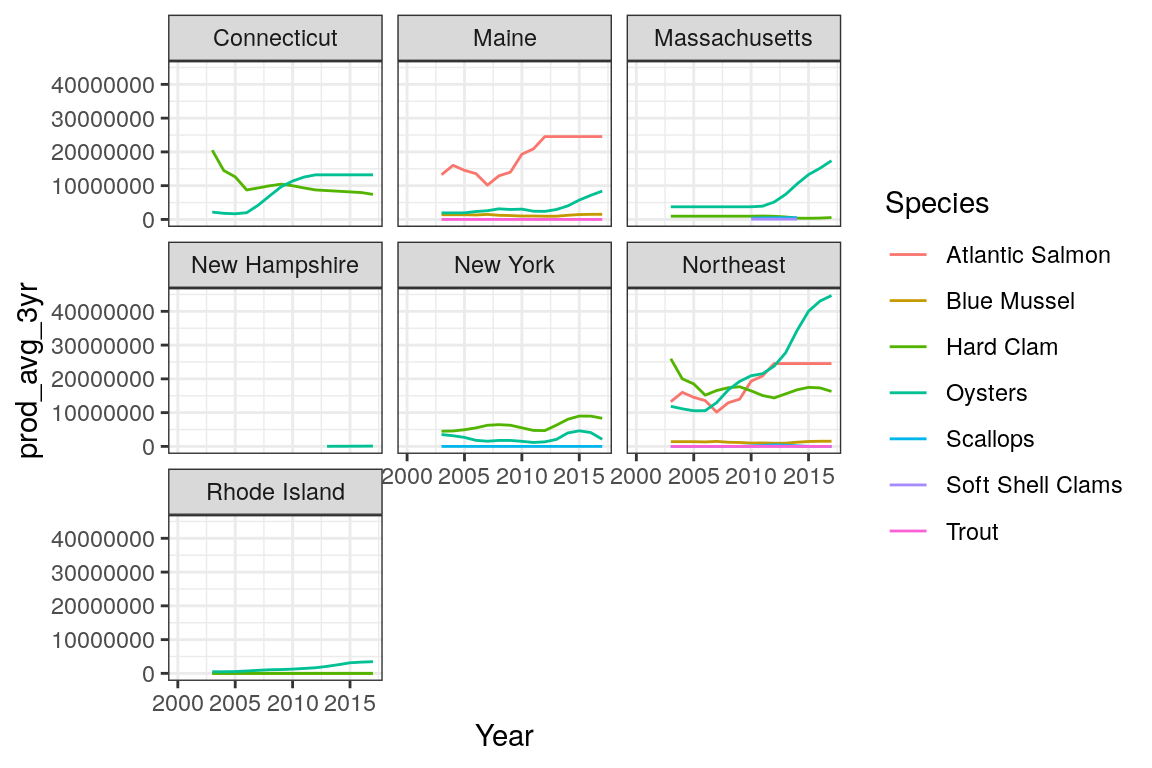 Connecticut
Maine
Massachusetts
40000000
30000000
20000000
10000000
0
New Hampshire
New York
Northeast
40000000
30000000
20000000
10000000
0
2000 2005 2010 2015
2000 2005 2010 2015
Rhode Island
40000000
30000000
20000000
10000000
0
2000 2005 2010 2015
Year
prod_avg_3yr
Species
Atlantic Salmon
Blue Mussel
Hard Clam
Oysters
Scallops
Soft Shell Clams
Trout